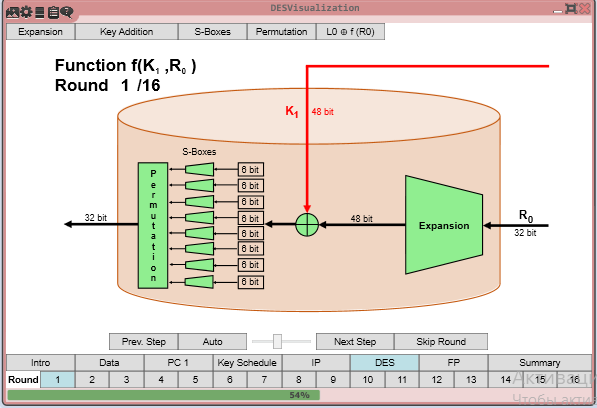 DESVisualization
Expansion Key Addition S-Boxes Permutation L0 ⊕ f (R0)
Function f(K1 ,R0 )
Round 1 /16
K1 48 bit
S-Boxes
Permutation
6 bit
6 bit
6 bit
6 bit
6 bit
6 bit
6 bit
6 bit
32 bit
48 bit
Expansion
R0
32 bit
Prev. Step Auto Next Step Skip Round
Intro Data PC 1 Key Schedule IP DES FP Summary
Round 1 2 3 4 5 6 7 8 9 10 11 12 13 14 15 16
54%